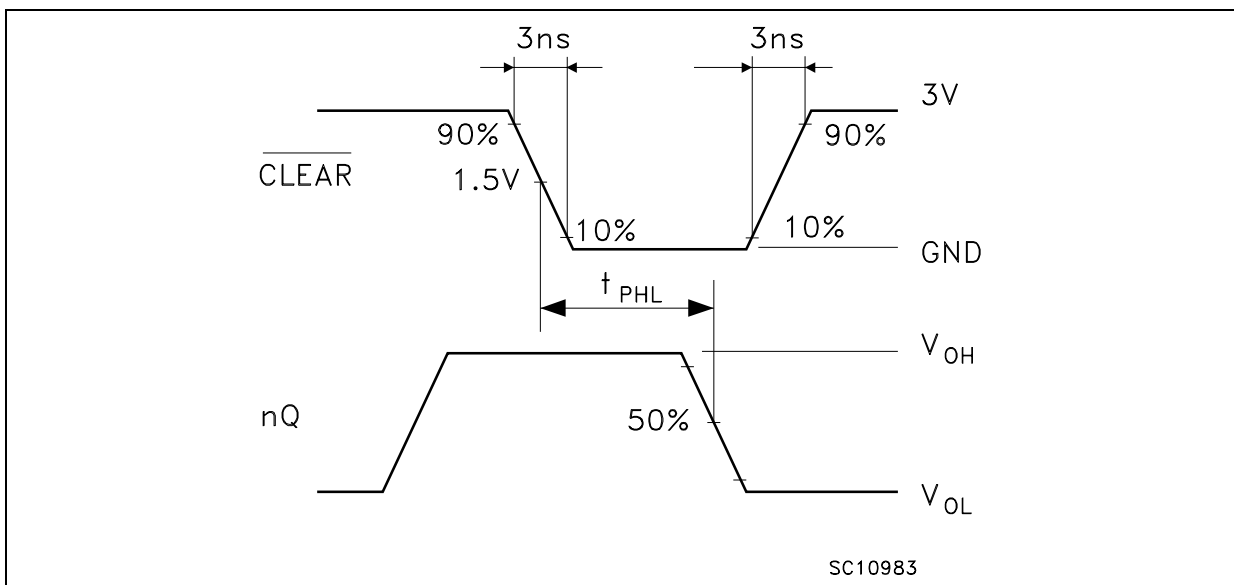 3ns 3ns
3V
90% 90%
CLEAR
1.5V
10% 10%
GND
t PHL
V OH
nQ
50%
V OL
SC10983